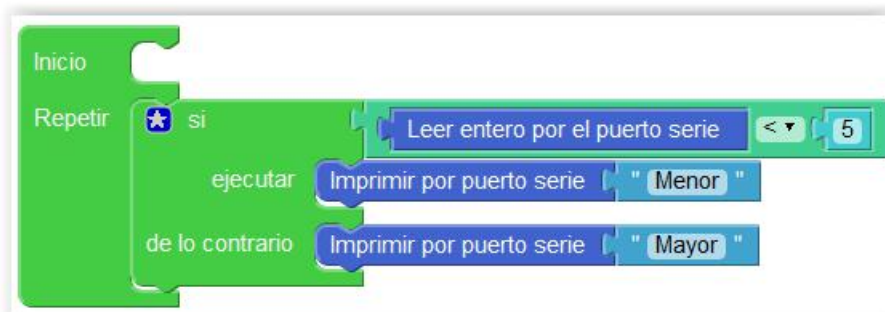 Inicio
Repetir si Leer entero por el puerto serie < ▾ 5
ejecutar Imprimir por puerto serie " Menor "
de lo contrario Imprimir por puerto serie " Mayor "